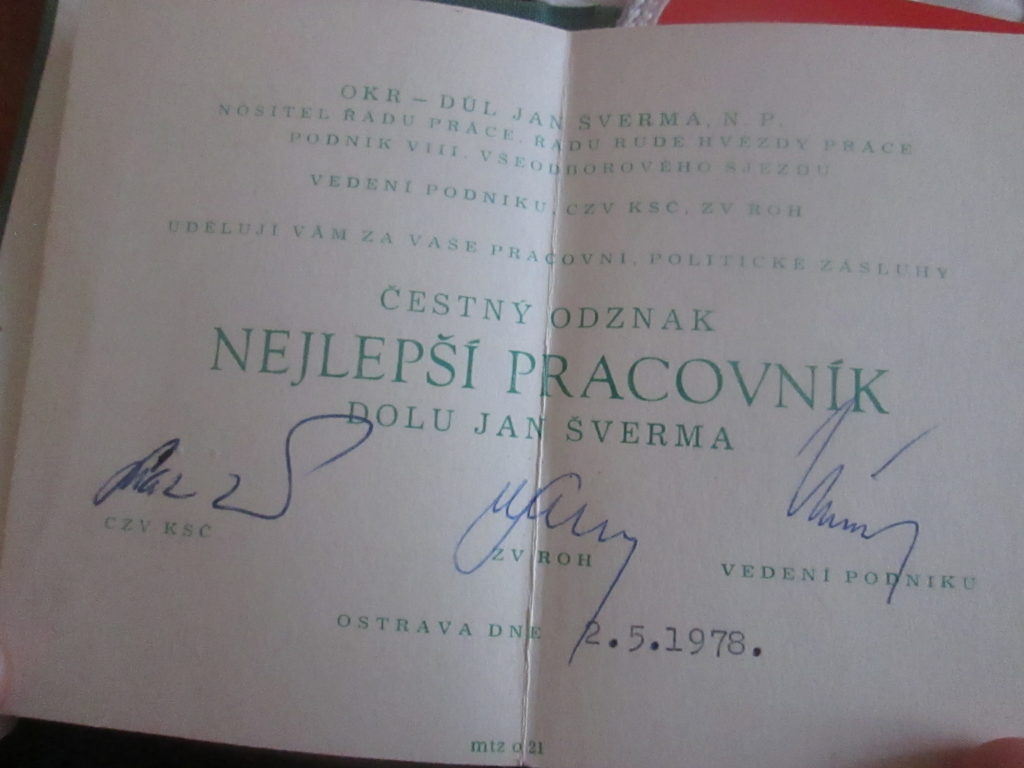 OKR – DŮL JAN ŠVERMA, N. P.
NOSITEL ŘÁDU PRÁCE, ŘÁDU RUDÉ HVĚZDY PRÁCE
PODNIK VIII. VŠEODBOROVÉHO SJEZDU
VEDENÍ PODNIKU, CZV KSČ, ZV ROH
UDĚLUJÍ VÁM ZA VAŠE PRACOVNÍ, POLITICKÉ ZÁSLUHY
ČESTNÝ ODZNAK
NEJLEPŠÍ PRACOVNÍK
DOLU JAN ŠVERMA
CZV KSČ
ZV ROH
VEDENÍ PODNIKU
OSTRAVA DNE 2.5.1978.
mtz o 21